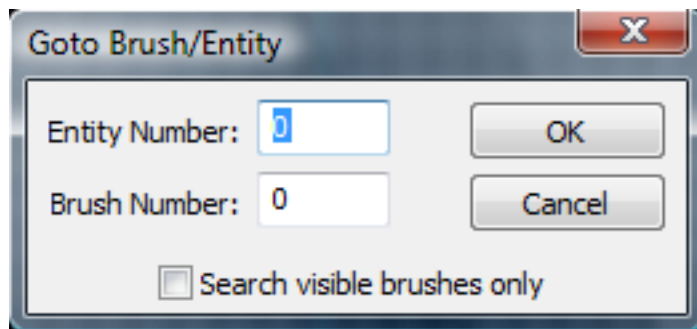 Goto Brush/Entity
Entity Number: 0 OK
Brush Number: 0 Cancel
Search visible brushes only